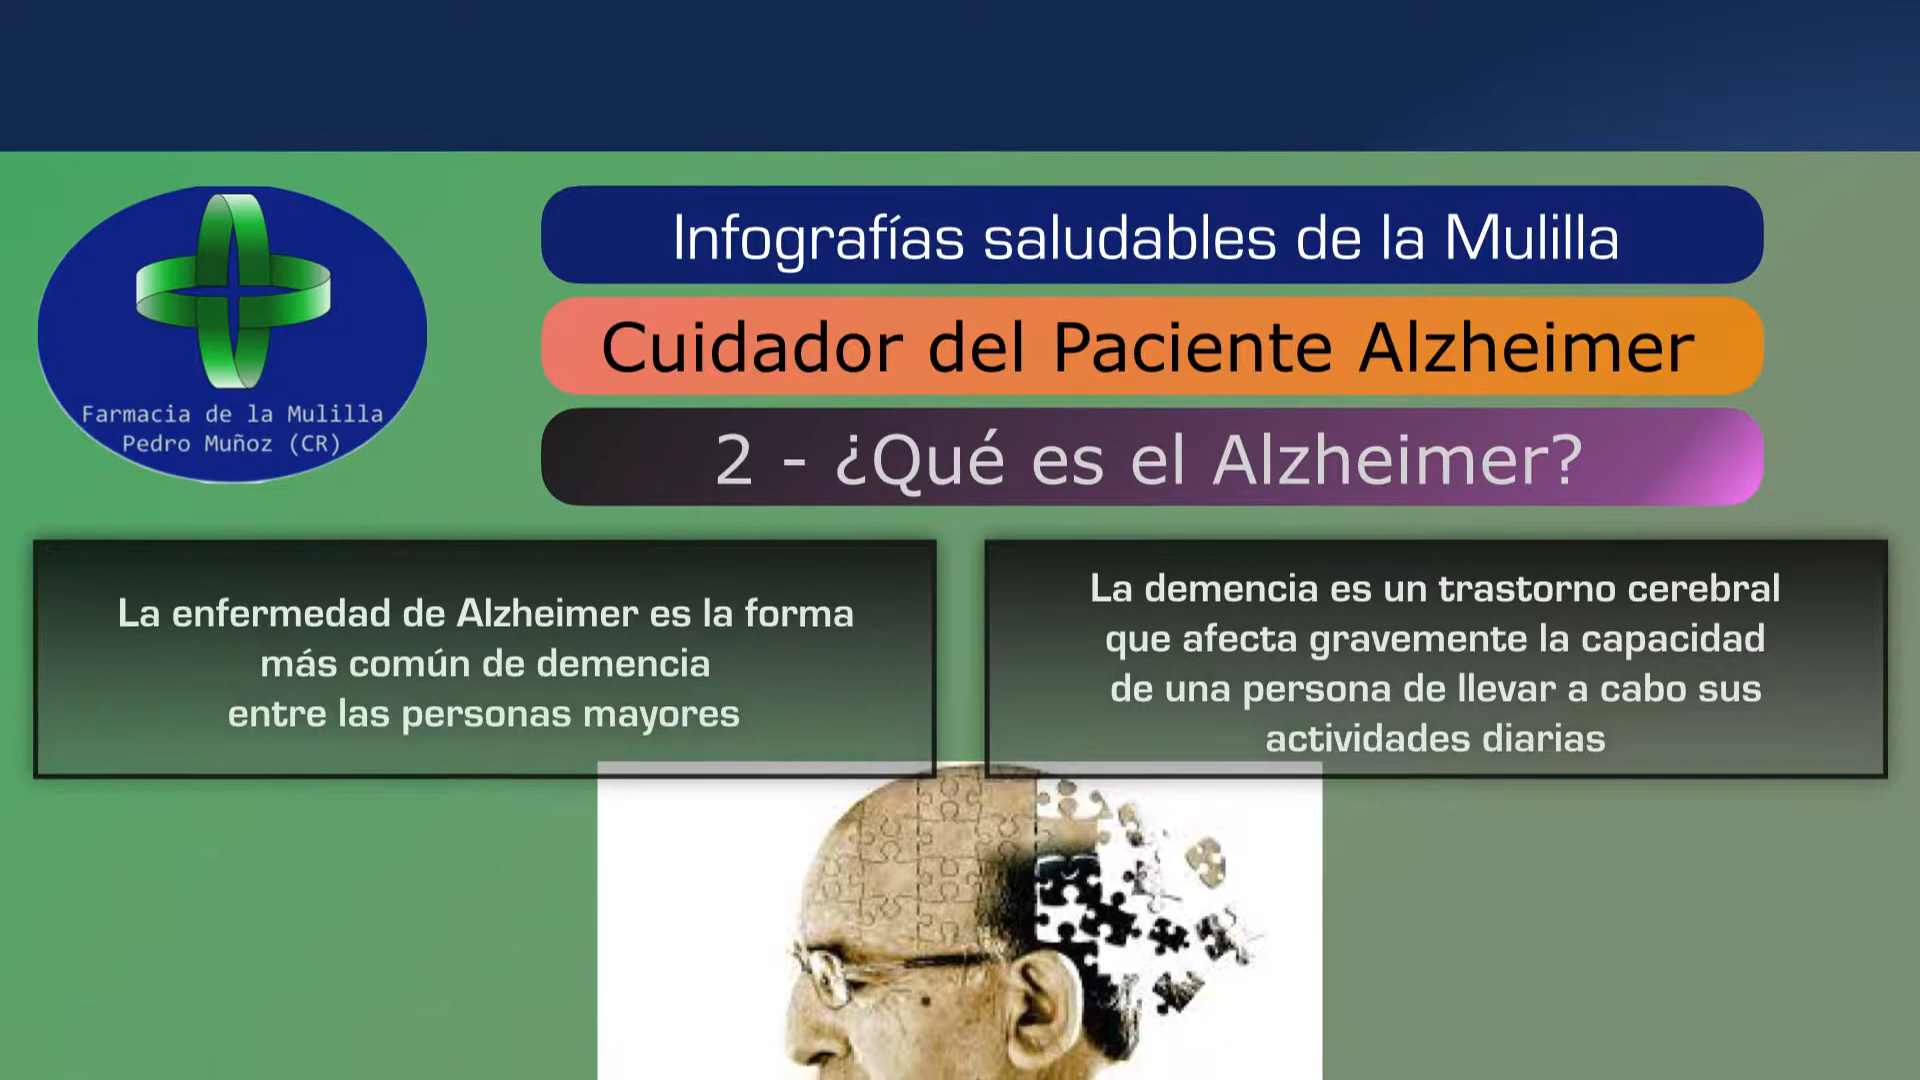 Infografías saludables de la Mulilla
Cuidador del Paciente Alzheimer
2 - ¿Qué es el Alzheimer?
Farmacia de la Mulilla
Pedro Muñoz (CR)
La enfermedad de Alzheimer es la forma
más común de demencia
entre las personas mayores
La demencia es un trastorno cerebral
que afecta gravemente la capacidad
de una persona de llevar a cabo sus
actividades diarias